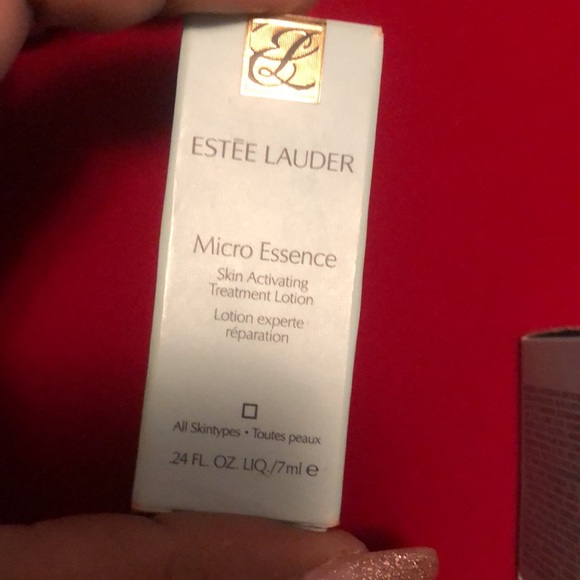 ESTĒE LAUDER
Micro Essence
Skin Activating
Treatment Lotion
Lotion experte
réparation
All Skintypes • Toutes peaux
.24 FL. OZ. LIQ./7ml e